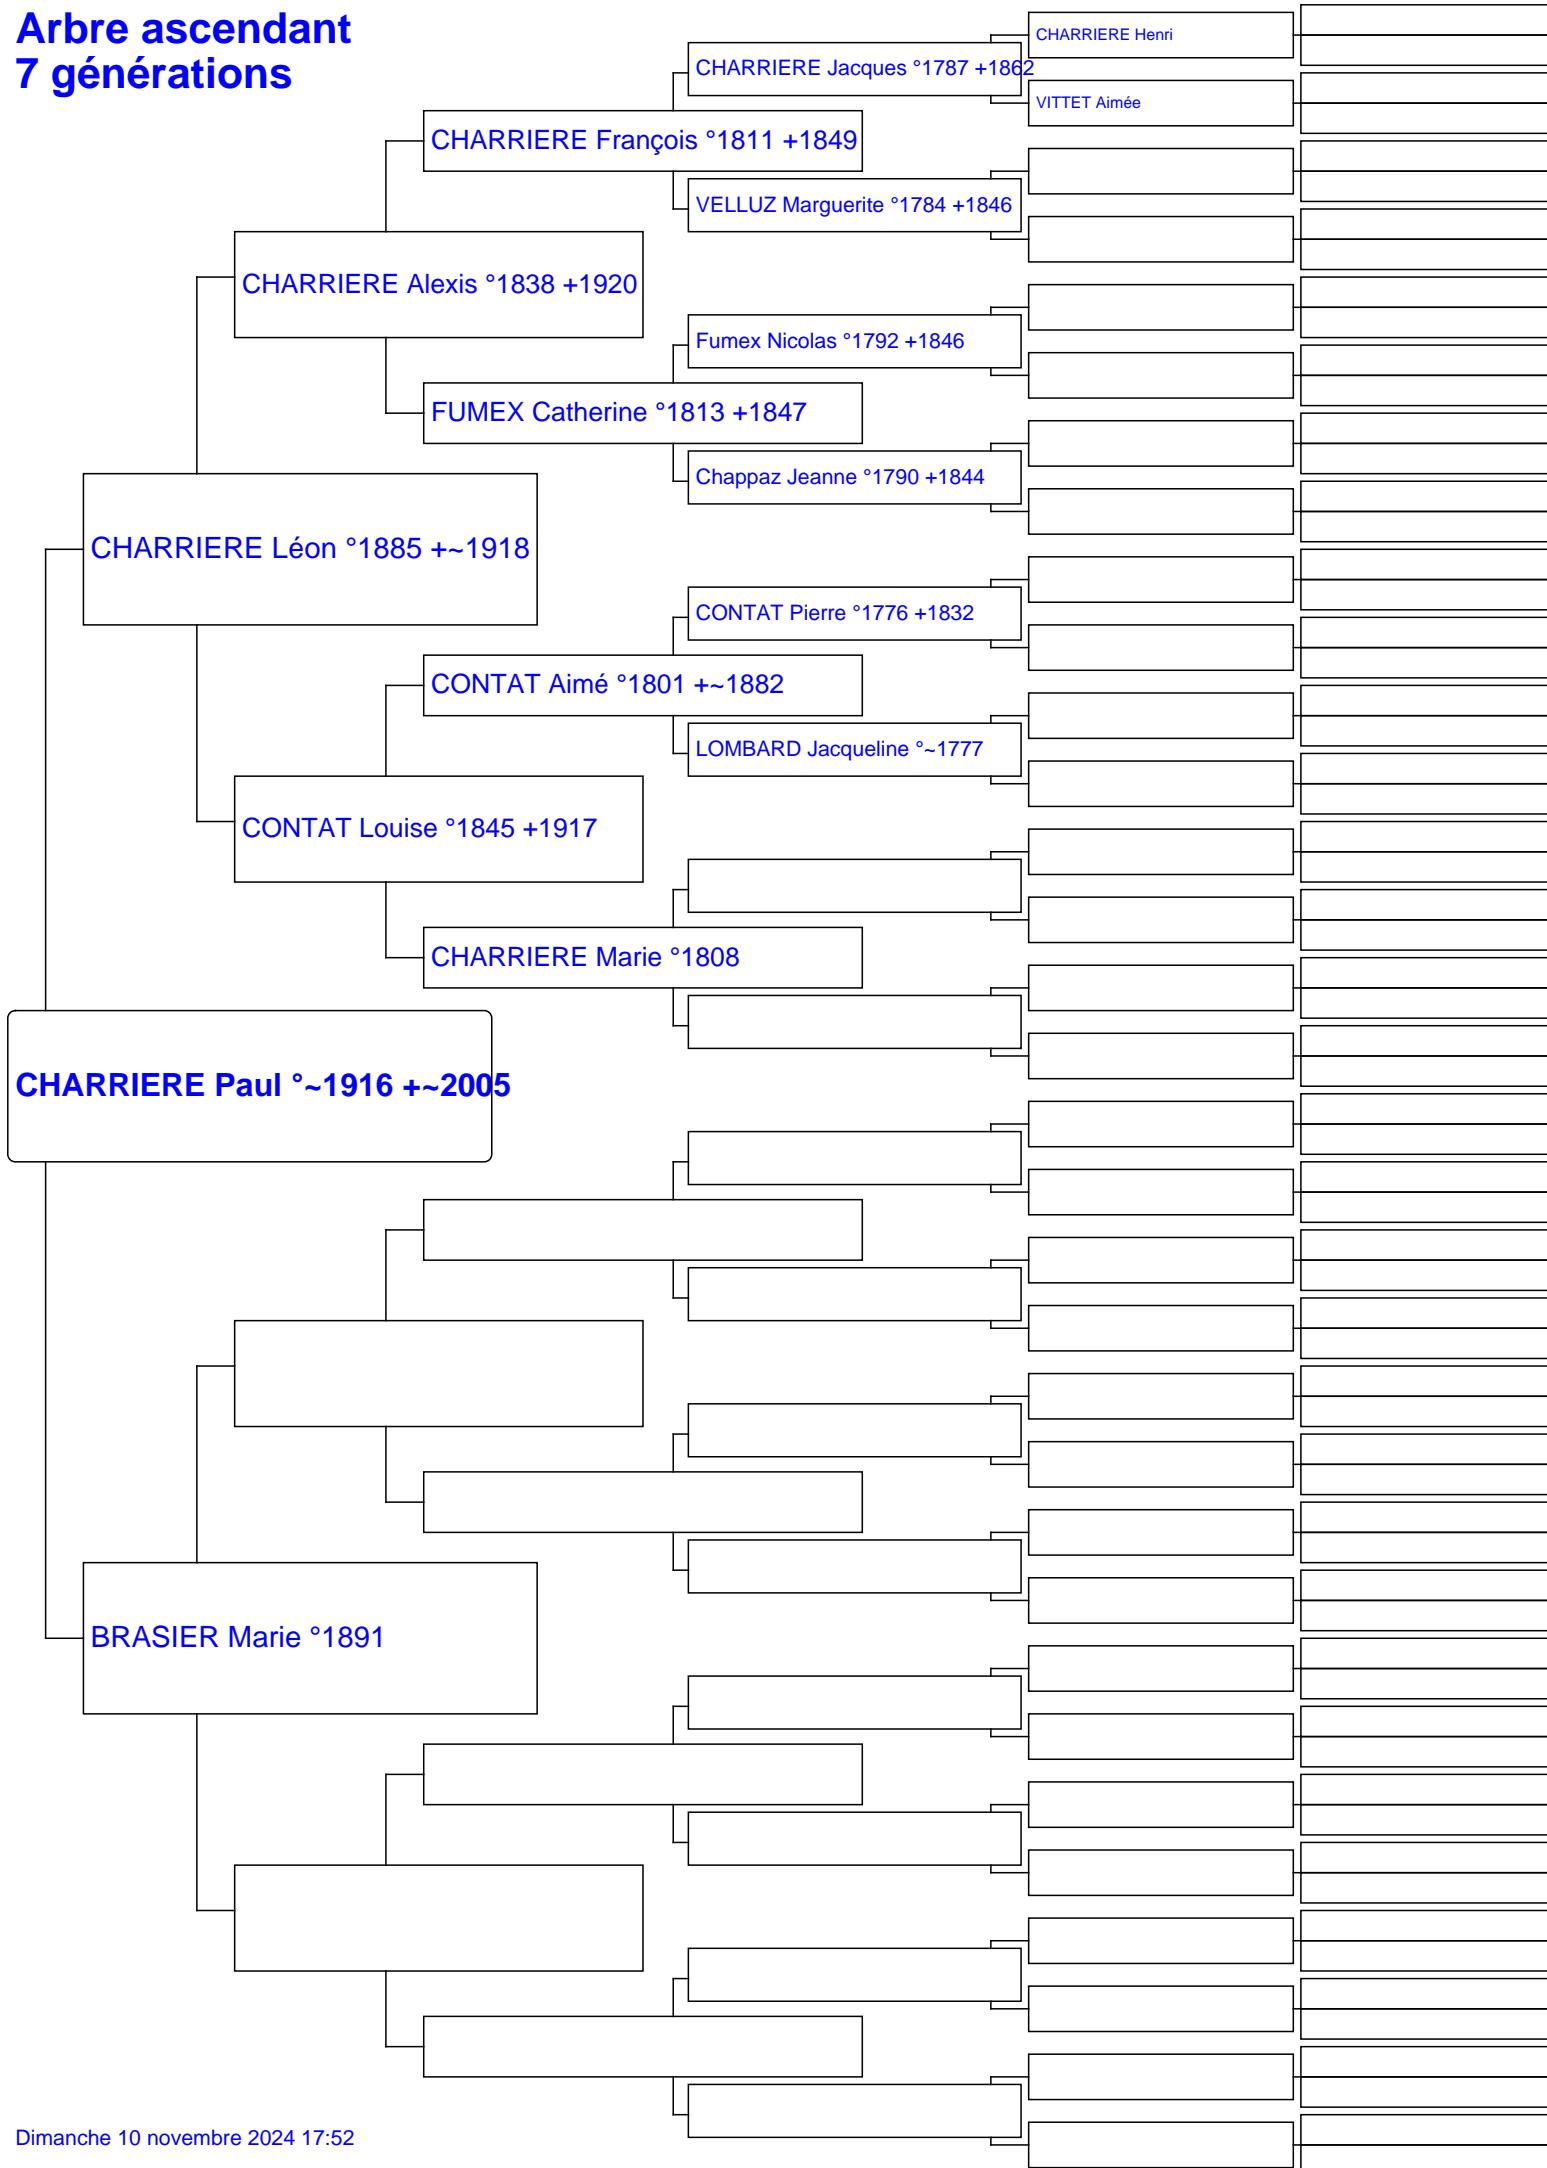 Arbre ascendant
7 générations
CHARRIERE Henri
CHARRIERE Jacques °1787 +1862
VITTET Aimée
CHARRIERE François °1811 +1849
VELLUZ Marguerite °1784 +1846
CHARRIERE Alexis °1838 +1920
Fumex Nicolas °1792 +1846
FUMEX Catherine °1813 +1847
Chappaz Jeanne °1790 +1844
CHARRIERE Léon °1885 +~1918
CONTAT Pierre °1776 +1832
CONTAT Aimé °1801 +~1882
LOMBARD Jacqueline °~1777
CONTAT Louise °1845 +1917
CHARRIERE Marie °1808
CHARRIERE Paul °~1916 +~2005
BRASIER Marie °1891
Dimanche 10 novembre 2024 17:52